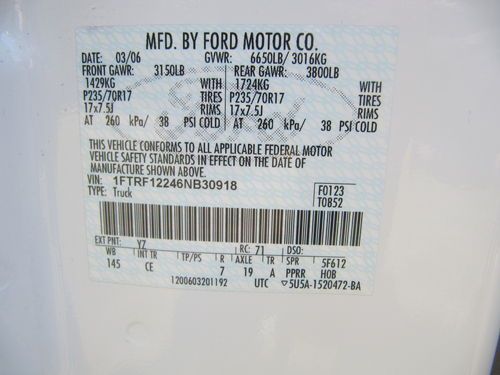 MFD. BY FORD MOTOR CO.
DATE: 03/06 GVWR: 6650LB/ 3016KG
FRONT GAWR: 3150LB REAR GAWR: 3800LB
1429KG WITH 1724KG WITH
P235/70R17 TIRES P235/70R17 TIRES
17x7.5J RIMS 17x7.5J RIMS
AT 260 kPa/ 38 PSI COLD AT 260 kPa/ 38 PSI COLD
THIS VEHICLE CONFORMS TO ALL APPLICABLE FEDERAL MOTOR
VEHICLE SAFETY STANDARDS IN EFFECT ON THE DATE OF
MANUFACTURE SHOWN ABOVE.
VIN: 1FTRF12246NB30918 F0123
TYPE: Truck T0852
EXT PNT: YZ RC: 71 DSO:
WB INT TR TP/PS R AXLE TR SPR 5F612
145 CE 7 19 A PPRR HOB
1200603201192 UTC ▽5U5A-1520472-BA